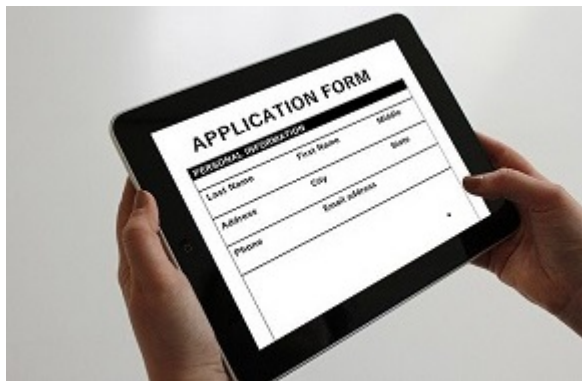 APPLICATION FORM
PERSONAL INFORMATION
Last Name First Name Middle
Address City State
Phone Email address